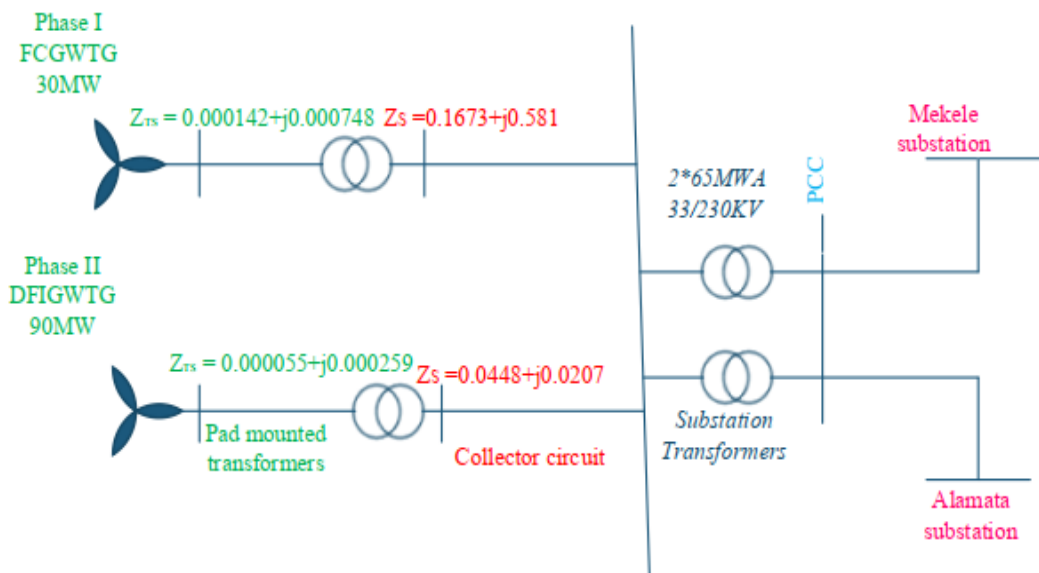 Phase I
FCGWTG
30MW
Z_TS = 0.000142+j0.000748
Zs =0.1673+j0.581
Mekele
substation
2*65MWA
33/230KV
PCC
Phase II
DFIGWTG
90MW
Z_TS = 0.000055+j0.000259
Zs =0.0448+j0.0207
Pad mounted
transformers
Collector circuit
Substation
Transformers
Alamata
substation